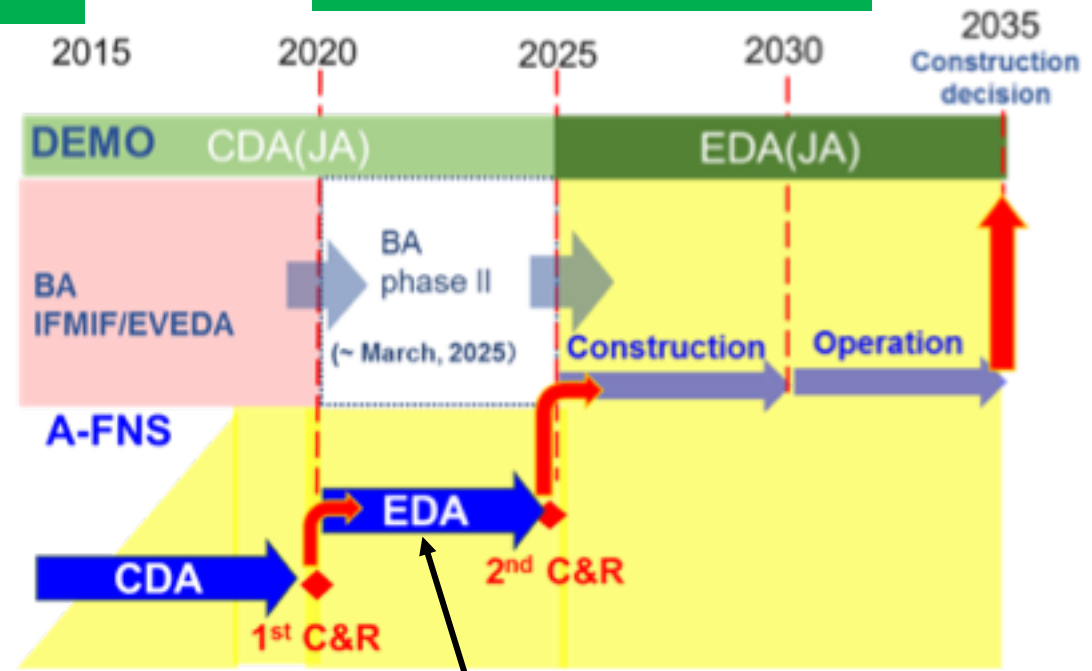 2015 2020 2025 2030 2035
Construction
decision
DEMO CDA(JA) EDA(JA)
BA
IFMIF/EVEDA
BA
phase II
(~ March, 2025)
Construction Operation
A-FNS
EDA
2nd C&R
CDA
1st C&R